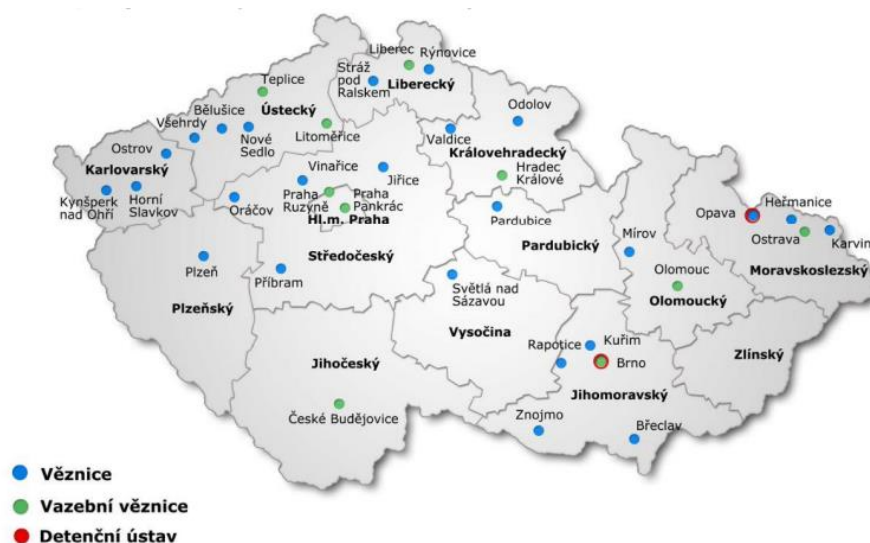 Liberec
Rýnovice
Stráž
pod
Ralskem
Liberecký
Teplice
Ústecký
Bělušice
Všehrdy
Nové
Sedlo
Litoměřice
Odolov
Valdice
Královehradecký
Hradec
Králové
Ostrov
Karlovarský
Kynšperk
nad Ohří
Horní
Slavkov
Vinařice
Jiřice
Oráčov
Praha
Ruzyně
Praha
Pankrác
Hl.m. Praha
Středočeský
Příbram
Plzeň
Plzeňský
Pardubice
Pardubický
Mírov
Světlá nad
Sázavou
Vysočina
Opava
Heřmanice
Ostrava
Karvin
Moravskoslezský
Olomouc
Olomoucký
Zlínský
Rapotice
Kuřim
Brno
Jihomoravský
Znojmo
Břeclav
Jihočeský
České Budějovice
Věznice
Vazební věznice
Detenční ústav